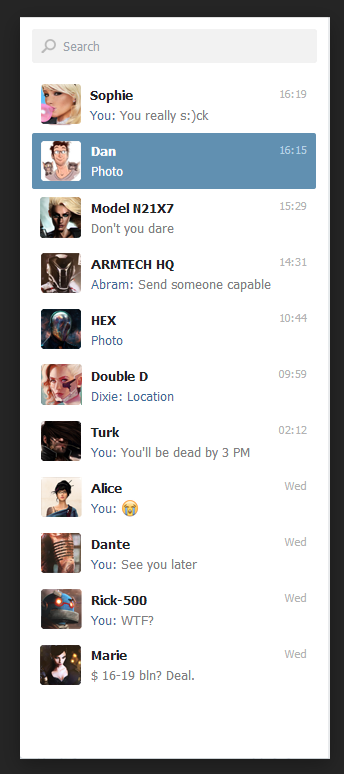 Search
Sophie 16:19
You: You really s:)ck
Dan 16:15
Photo
Model N21X7 15:29
Don't you dare
ARMTECH HQ 14:31
Abram: Send someone capable
HEX 10:44
Photo
Double D 09:59
Dixie: Location
Turk 02:12
You: You'll be dead by 3 PM
Alice Wed
You: 😭
Dante Wed
You: See you later
Rick-500 Wed
You: WTF?
Marie Wed
$ 16-19 bln? Deal.